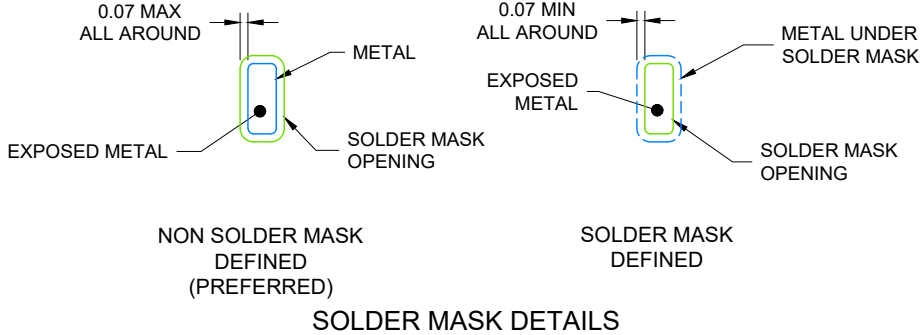 0.07 MAX
ALL AROUND
METAL
EXPOSED METAL
SOLDER MASK
OPENING
NON SOLDER MASK
DEFINED
(PREFERRED)
0.07 MIN
ALL AROUND
METAL UNDER
SOLDER MASK
EXPOSED
METAL
SOLDER MASK
OPENING
SOLDER MASK
DEFINED
SOLDER MASK DETAILS